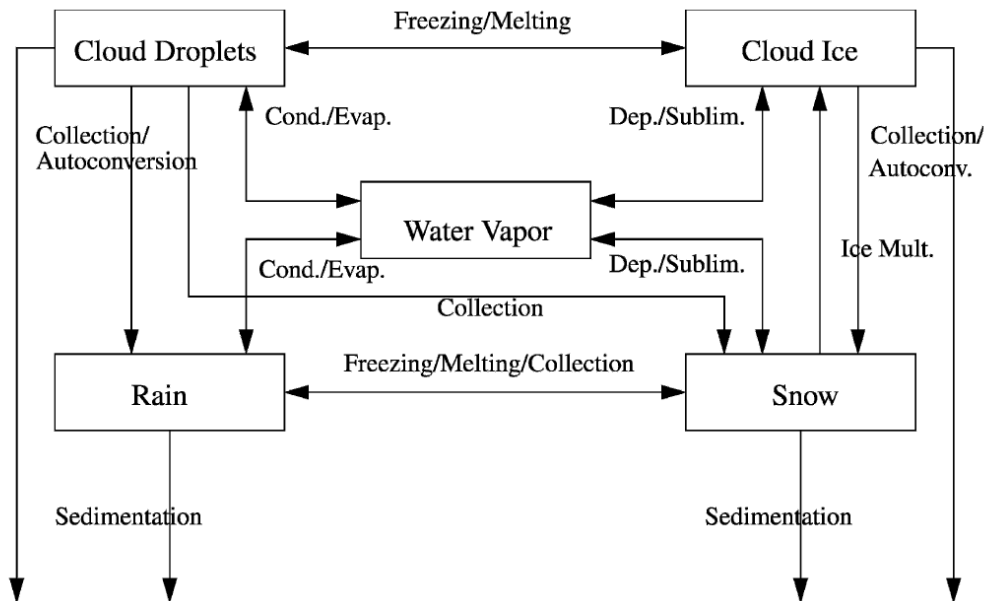 Freezing/Melting
Cloud Droplets
Cloud Ice
Cond./Evap.
Dep./Sublim.
Collection/
Autoconversion
Collection/
Autoconv.
Water Vapor
Ice Mult.
Cond./Evap.
Dep./Sublim.
Collection
Freezing/Melting/Collection
Rain
Snow
Sedimentation
Sedimentation